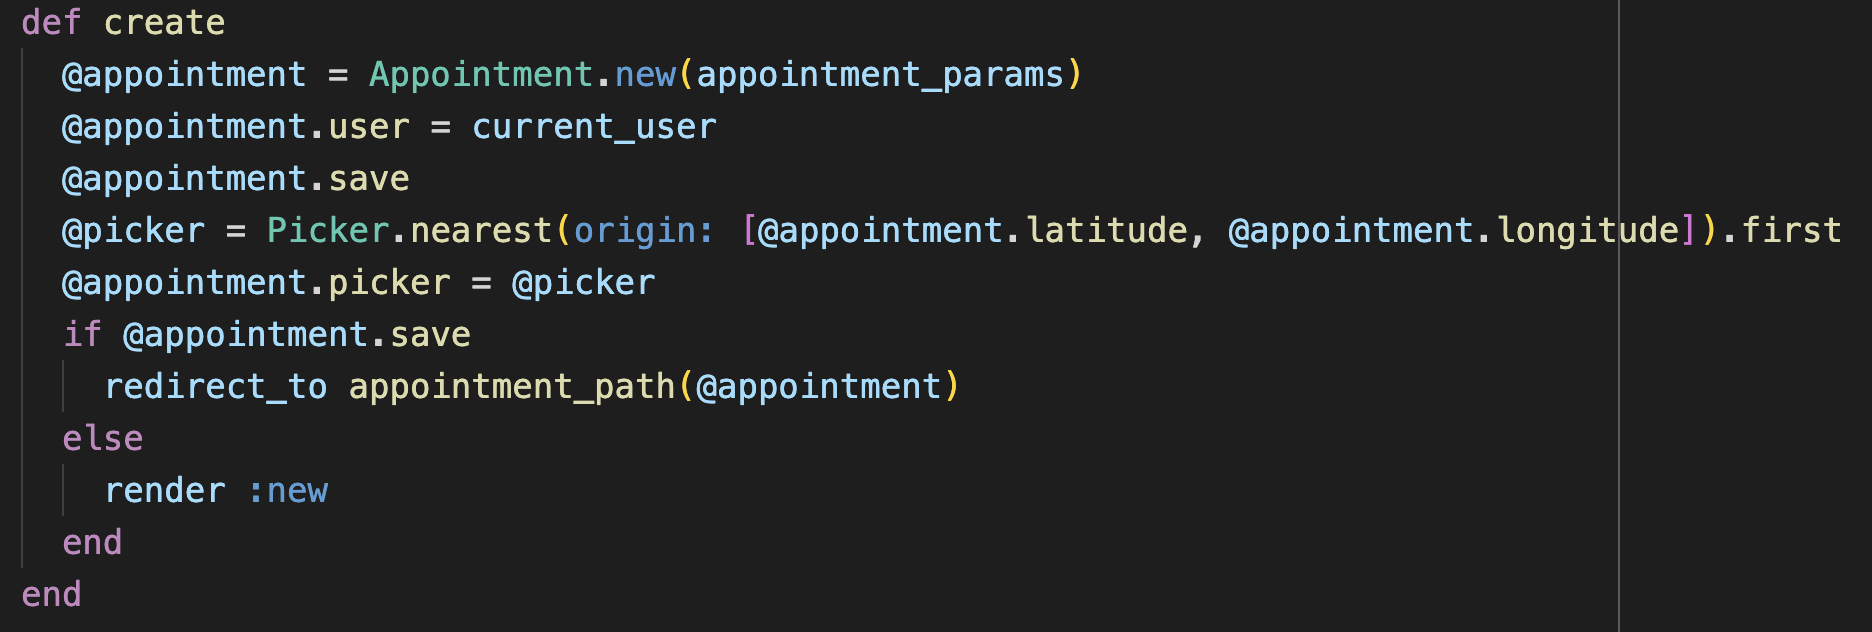 def create
  @appointment = Appointment.new(appointment_params)
  @appointment.user = current_user
  @appointment.save
  @picker = Picker.nearest(origin: [@appointment.latitude, @appointment.longitude]).first
  @appointment.picker = @picker
  if @appointment.save
    redirect_to appointment_path(@appointment)
  else
    render :new
  end
end